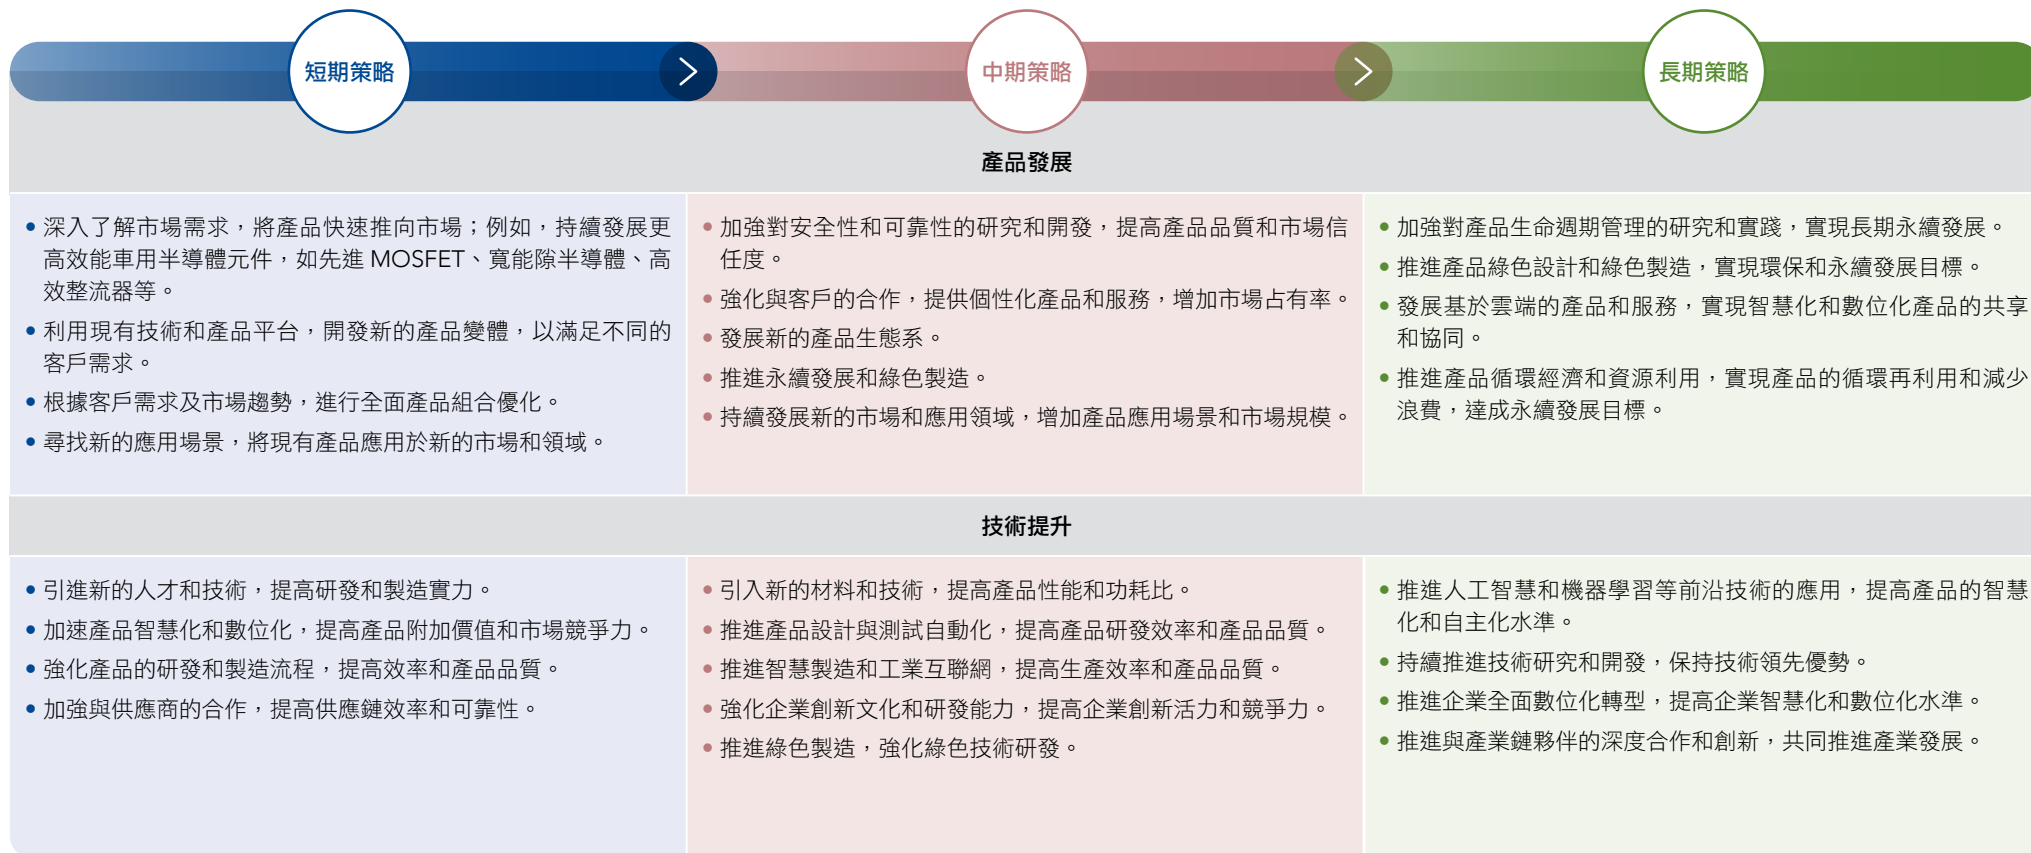 短期策略
中期策略
長期策略
產品發展
• 深入了解市場需求，將產品快速推向市場；例如，持續發展更
高效能車用半導體元件，如先進 MOSFET、寬能隙半導體、高
效整流器等。
• 利用現有技術和產品平台，開發新的產品變體，以滿足不同的
客戶需求。
• 根據客戶需求及市場趨勢，進行全面產品組合優化。
• 尋找新的應用場景，將現有產品應用於新的市場和領域。
• 加強對安全性和可靠性的研究和開發，提高產品品質和市場信
任度。
• 強化與客戶的合作，提供個性化產品和服務，增加市場占有率。
• 發展新的產品生態系。
• 推進永續發展和綠色製造。
• 持續發展新的市場和應用領域，增加產品應用場景和市場規模。
• 加強對產品生命週期管理的研究和實踐，實現長期永續發展。
• 推進產品綠色設計和綠色製造，實現環保和永續發展目標。
• 發展基於雲端的產品和服務，實現智慧化和數位化產品的共享
和協同。
• 推進產品循環經濟和資源利用，實現產品的循環再利用和減少
浪費，達成永續發展目標。
技術提升
• 引進新的人才和技術，提高研發和製造實力。
• 加速產品智慧化和數位化，提高產品附加價值和市場競爭力。
• 強化產品的研發和製造流程，提高效率和產品品質。
• 加強與供應商的合作，提高供應鏈效率和可靠性。
• 引入新的材料和技術，提高產品性能和功耗比。
• 推進產品設計與測試自動化，提高產品研發效率和產品品質。
• 推進智慧製造和工業互聯網，提高生產效率和產品品質。
• 強化企業創新文化和研發能力，提高企業創新活力和競爭力。
• 推進綠色製造，強化綠色技術研發。
• 推進人工智慧和機器學習等前沿技術的應用，提高產品的智慧
化和自主化水準。
• 持續推進技術研究和開發，保持技術領先優勢。
• 推進企業全面數位化轉型，提高企業智慧化和數位化水準。
• 推進與產業鏈夥伴的深度合作和創新，共同推進產業發展。